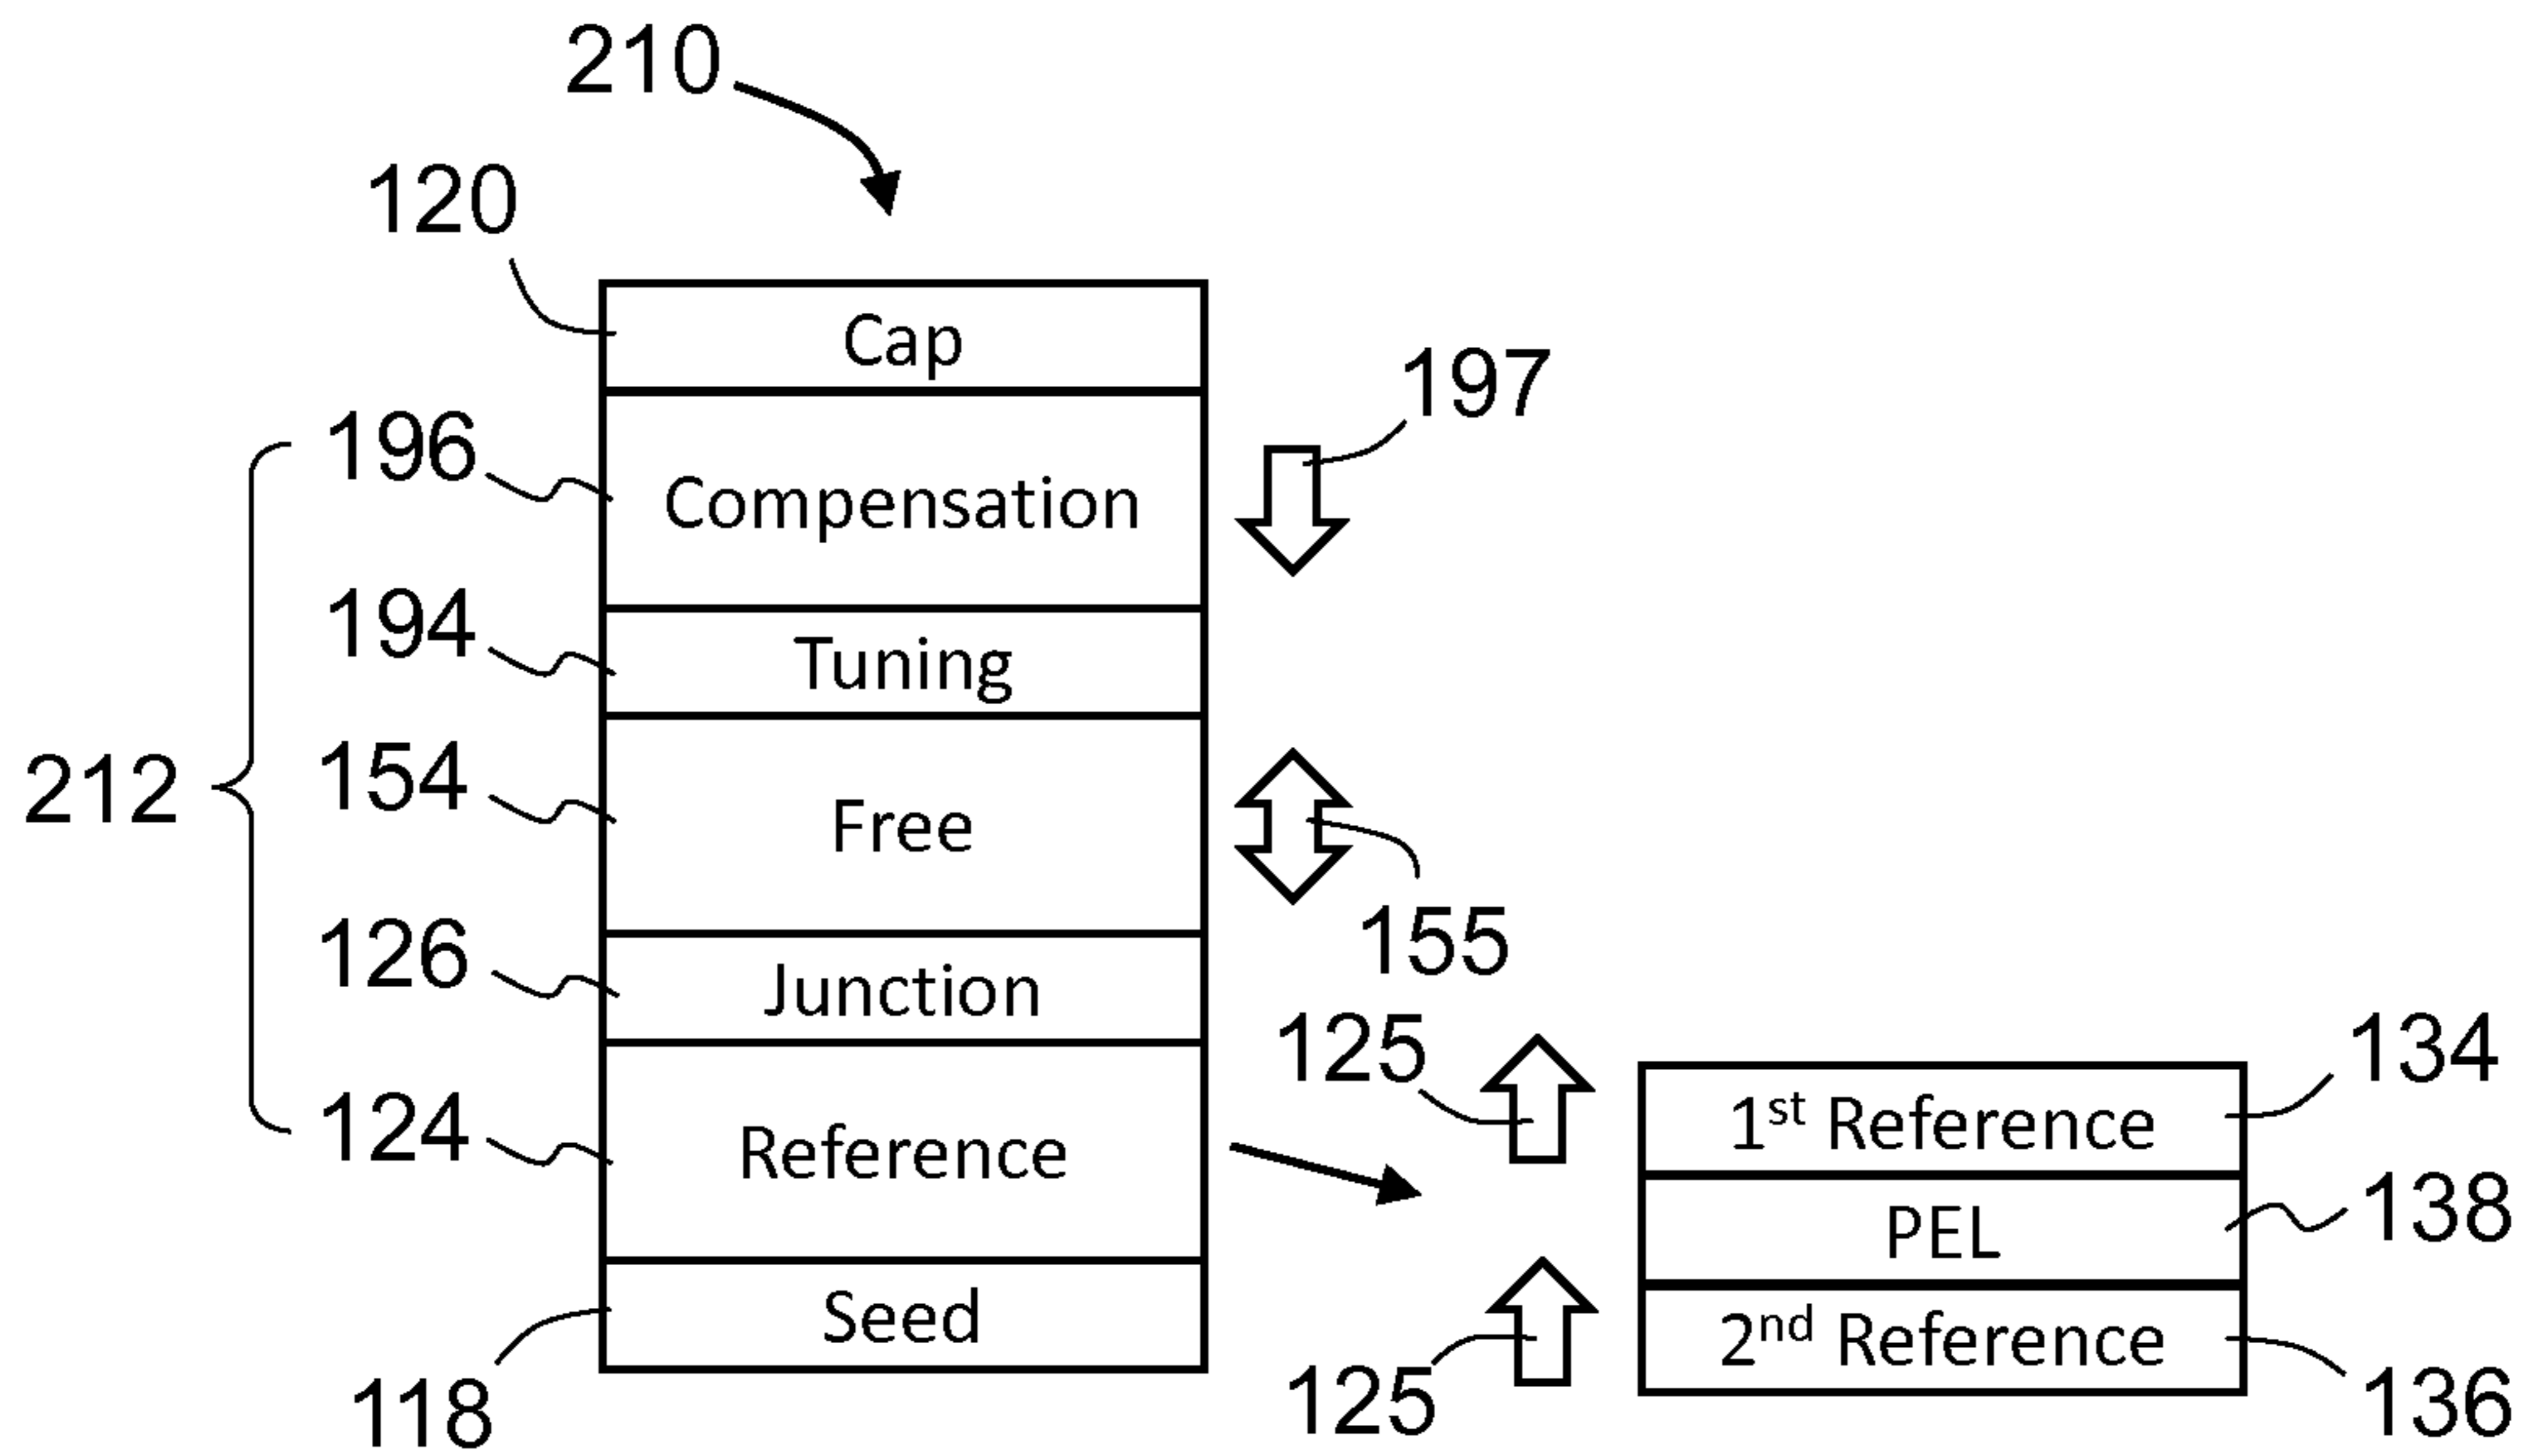 210
120
Cap
197
196
Compensation
194
Tuning
212
154
Free
155
126
Junction
125
134
124
Reference
1st Reference
138
PEL
Seed
2nd Reference
118
125
136